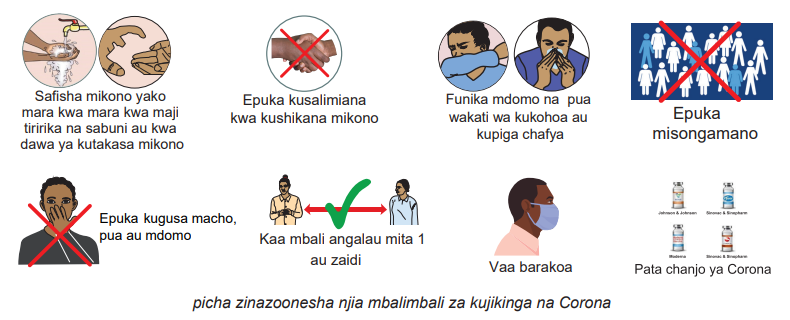 Safisha mikono yako
mara kwa mara kwa maji
tiririka na sabuni au kwa
dawa ya kutakasa mikono
Epuka kusalimiana
kwa kushikana mikono
Funika mdomo na pua
wakati wa kukohoa au
kupiga chafya
Epuka
misongamano
Epuka kugusa macho,
pua au mdomo
Kaa mbali angalau mita 1
au zaidi
Vaa barakoa
Johnson & Johnson
Sinovac & Sinopharm
Moderna
Sinovac & Sinopharm
Pata chanjo ya Corona
picha zinazoonesha njia mbalimbali za kujikinga na Corona